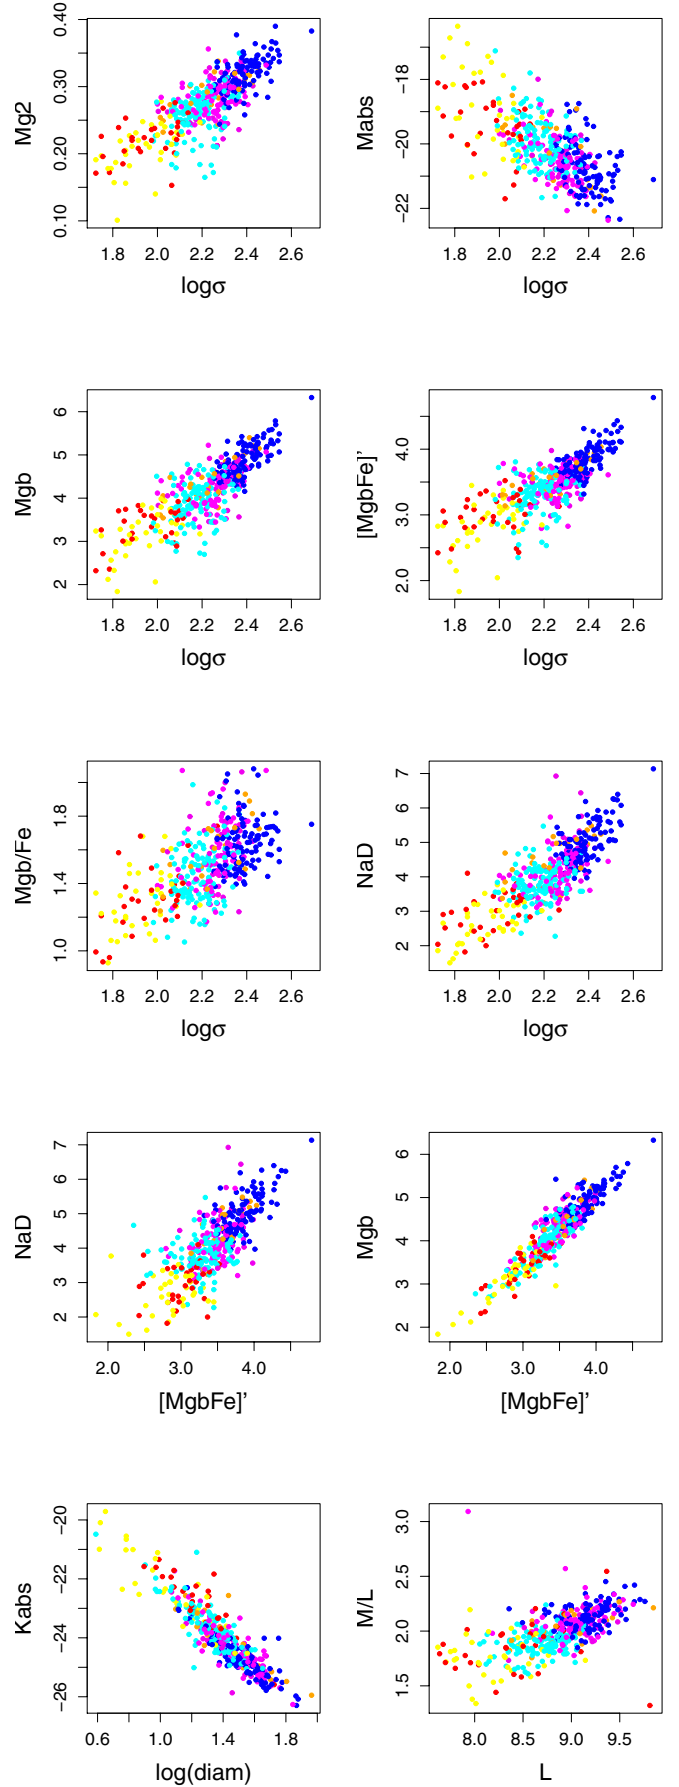 Mg2
0.10 0.20 0.30 0.40
1.8 2.0 2.2 2.4 2.6
logσ
Mabs
−22 −20 −18
1.8 2.0 2.2 2.4 2.6
logσ
Mgb
2 3 4 5 6
1.8 2.0 2.2 2.4 2.6
logσ
[MgbFe]’
2.0 3.0 4.0
1.8 2.0 2.2 2.4 2.6
logσ
Mgb/Fe
1.0 1.4 1.8
1.8 2.0 2.2 2.4 2.6
logσ
NaD
2 3 4 5 6 7
1.8 2.0 2.2 2.4 2.6
logσ
NaD
2 3 4 5 6 7
2.0 3.0 4.0
[MgbFe]’
Mgb
2 3 4 5 6
2.0 3.0 4.0
[MgbFe]’
Kabs
−26 −24 −22 −20
0.6 1.0 1.4 1.8
log(diam)
M/L
1.5 2.0 2.5 3.0
8.0 8.5 9.0 9.5
L